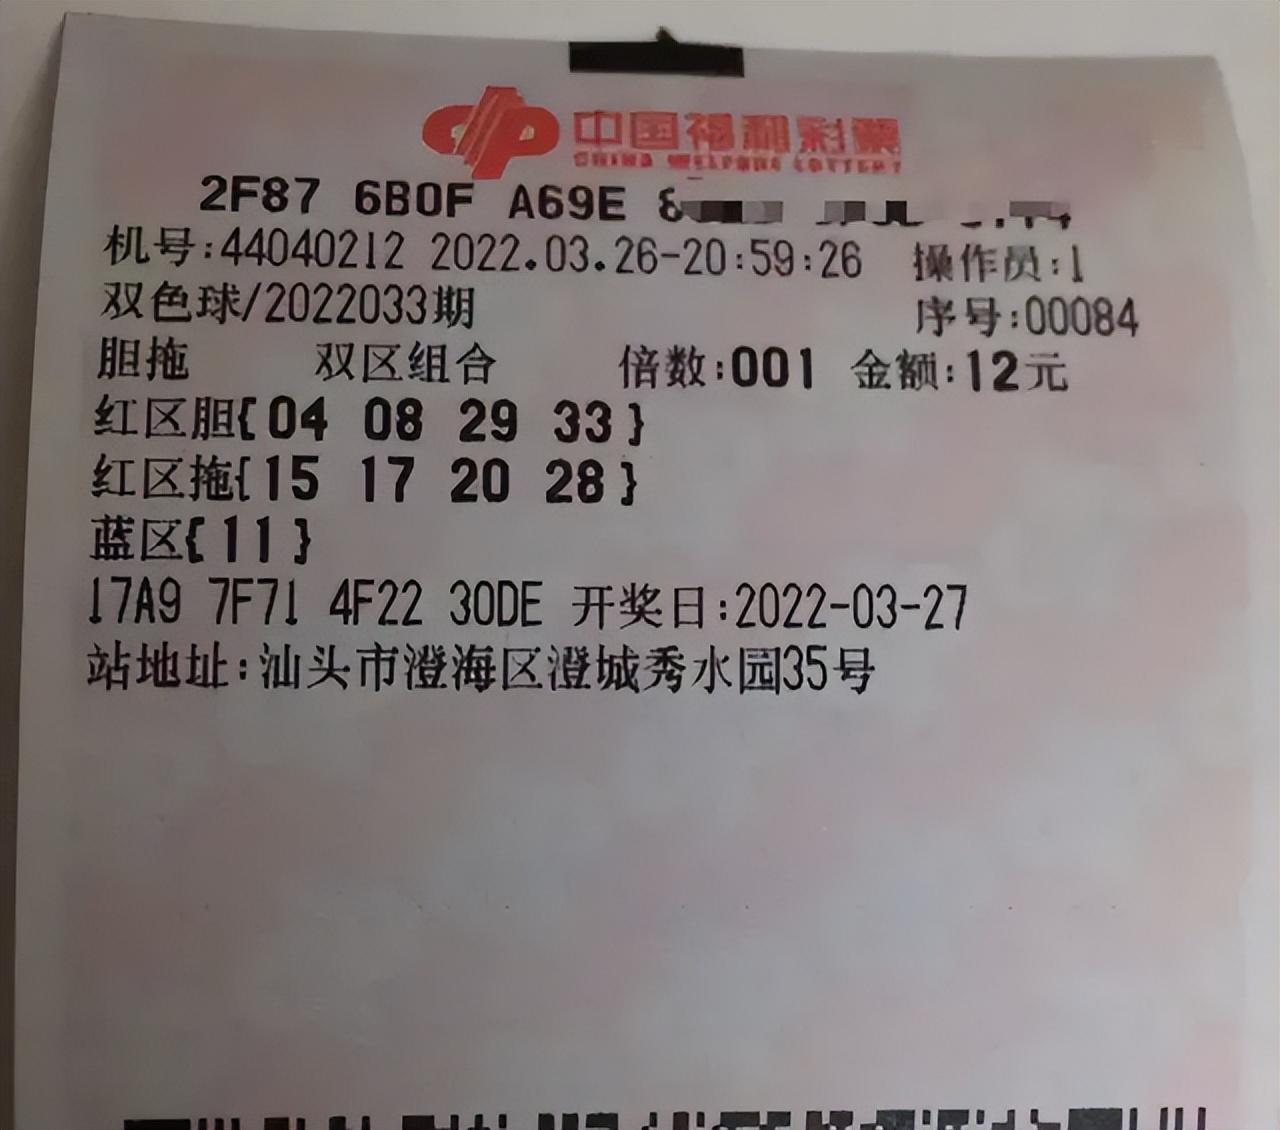 中国福利彩票
CHINA WELFARE LOTTERY
2F87 6B0F A69E
机号:44040212 2022.03.26-20:59:26 操作员:1
双色球/2022033期 序号:00084
胆拖 双区组合 倍数:001 金额:12元
红区胆{04 08 29 33}
红区拖{15 17 20 28}
蓝区{11}
17A9 7F71 4F22 30DE 开奖日:2022-03-27
站地址:汕头市澄海区澄城秀水园35号